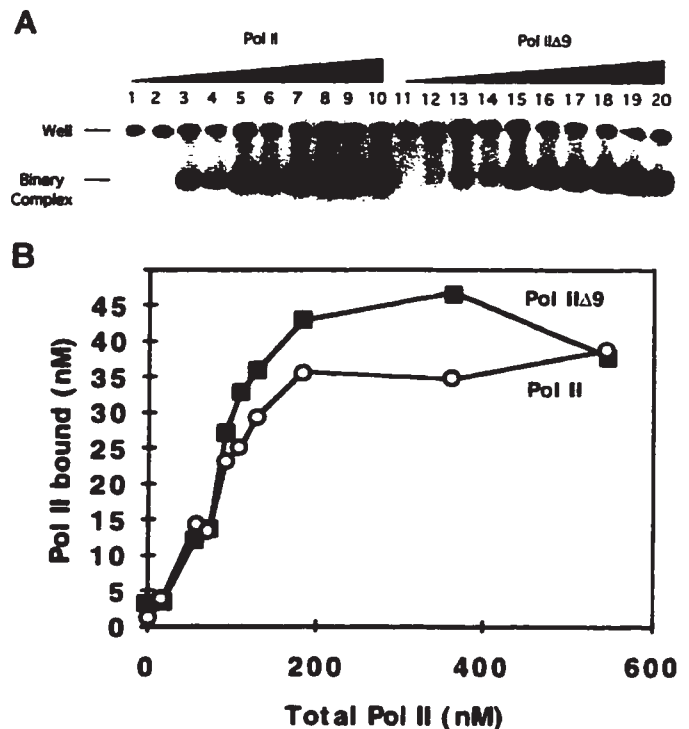 A
Pol II Pol IIΔ9
1 2 3 4 5 6 7 8 9 10 11 12 13 14 15 16 17 18 19 20
Well
Binary
Complex
B
45
40
35
30
25
20
15
10
5
0
Pol II bound (nM)
Pol IIΔ9
Pol II
0 200 400 600
Total Pol II (nM)